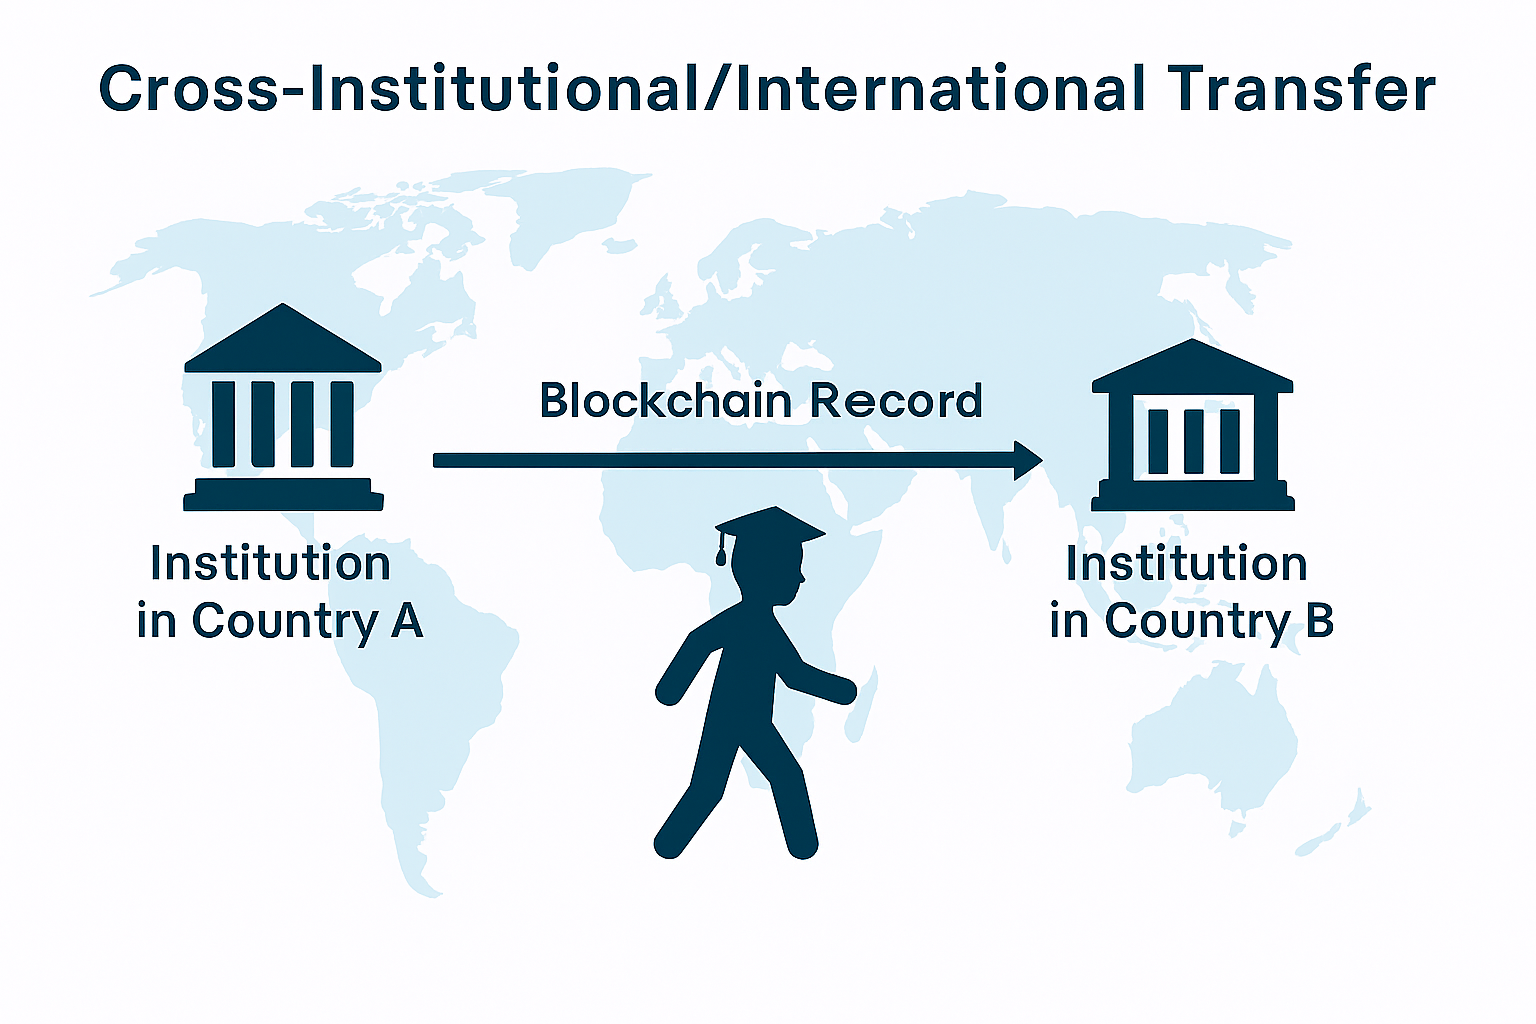 Cross-Institutional/International Transfer
Blockchain Record
Institution
in Country A
Institution
in Country B